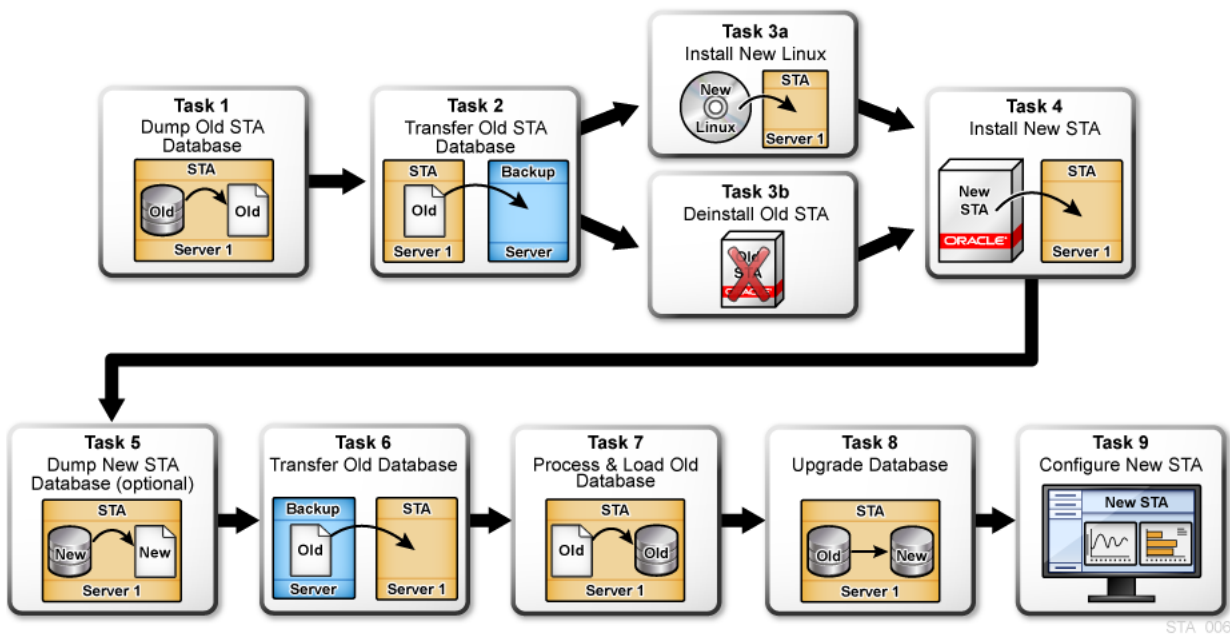 Task 1
Dump Old STA
Database
STA
Old
Old
Server 1
Task 2
Transfer Old STA
Database
STA
Backup
Old
Server 1
Server
Task 3a
Install New Linux
New
Linux
STA
Server 1
Task 3b
Deinstall Old STA
Old
STA
ORACLE
Task 4
Install New STA
New
STA
ORACLE
STA
Server 1
Task 5
Dump New STA
Database (optional)
STA
New
New
Server 1
Task 6
Transfer Old Database
Backup
STA
Old
Server
Server 1
Task 7
Process & Load Old
Database
STA
Old
Old
Server 1
Task 8
Upgrade Database
STA
Old
New
Server 1
Task 9
Configure New STA
New STA
STA_006